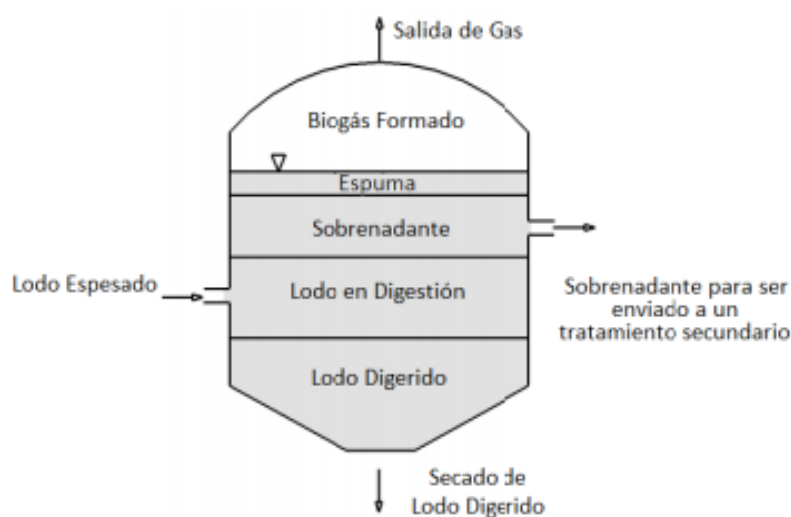 Salida de Gas
Biogás Formado
Espuma
Sobrenadante
Lodo Espesado
Lodo en Digestión
Sobrenadante para ser
enviado a un
tratamiento secundario
Lodo Digerido
Secado de
Lodo Digerido